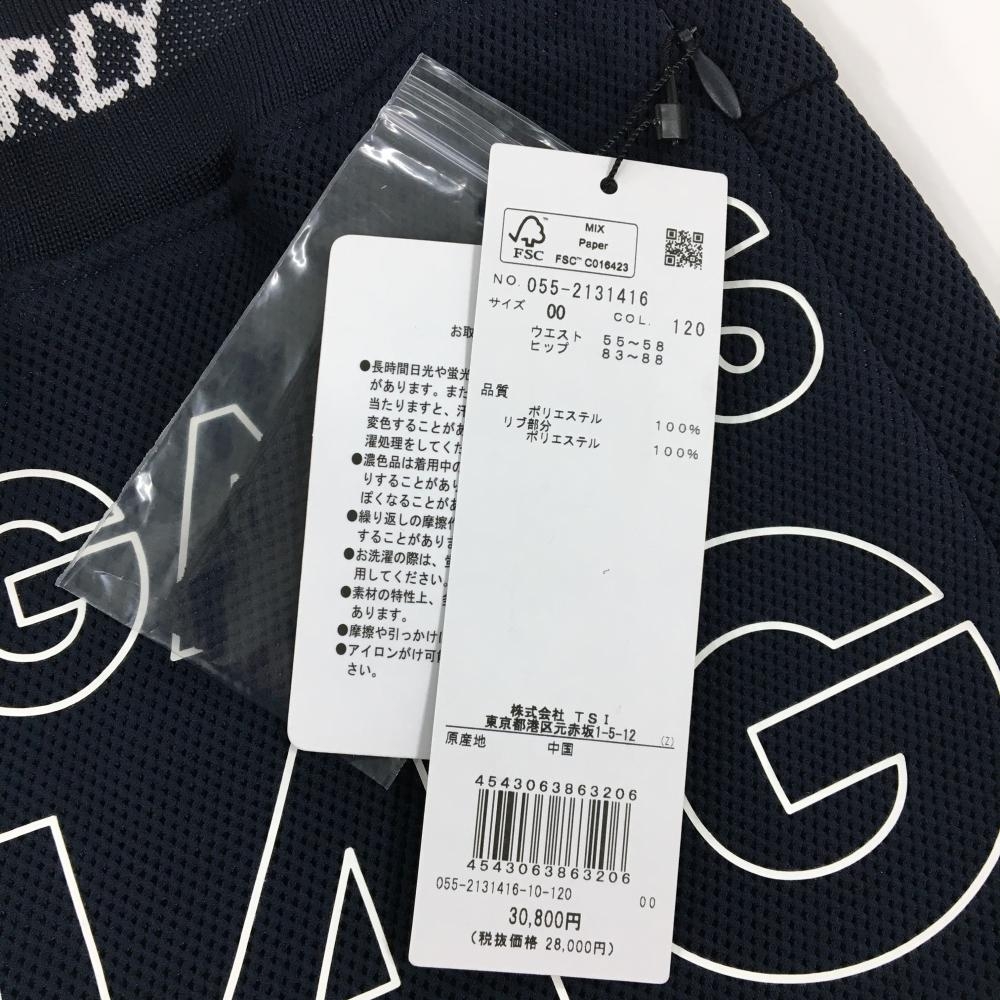 RLY
MIX
Paper
FSC™ C016423
FSC
NO. 055-2131416
サイズ 00 COL. 120
ウエスト 55~58
ヒップ 83~88
品質
ポリエステル 100%
リブ部分
ポリエステル 100%
株式会社 TSI
東京都港区元赤坂1-5-12
(Z)
原産地 中国
4543063863206
4543063863206
055-2131416-10-120 00
30,800円
(税抜価格 28,000円)
お取
●長時間日光や蛍光
があります。また
当たりますと、汗
変色することがあ
濯処理をしてくだ
●濃色品は着用中の
りすることがあり
ぽくなることがあ
●繰り返しの摩擦作
することがありま
●お洗濯の際は、
用してください。
●素材の特性上、
あります。
●摩擦や引っかけに
●アイロンがけ可能
さい。
G
G